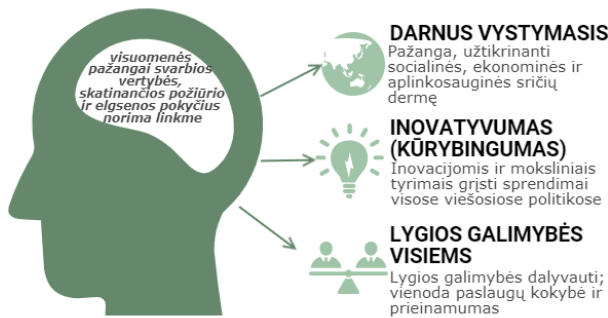 visuomenės
pažangai svarbios
vertybės,
skatinančios požiūrio
ir elgsenos pokyčius
norima linkme
DARNUS VYSTYMASIS
Pažanga, užtikrinanti
socialinės, ekonominės ir
aplinkosauginės sričių
dermę
INOVATYVUMAS
(KŪRYBINGUMAS)
Inovacijomis ir moksliniais
tyrimais grįsti sprendimai
visose viešosiose politikose
LYGIOS GALIMYBĖS
VISIEMS
Lygios galimybės dalyvauti;
vienoda paslaugų kokybė ir
prieinamumas